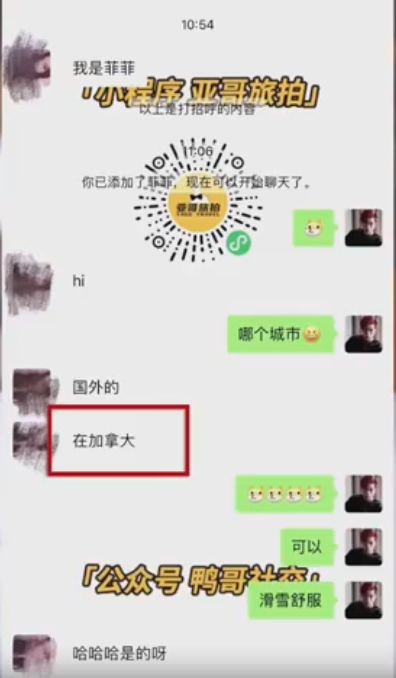 10:54
我是菲菲
「小程序 亚哥旅拍」
以上是打招呼的内容
11:06
你已添加了菲菲，现在可以开始聊天了。
亚哥旅拍
hi
哪个城市
国外的
在加拿大
可以
「公众号 鸭哥社交」
滑雪舒服
哈哈哈是的呀